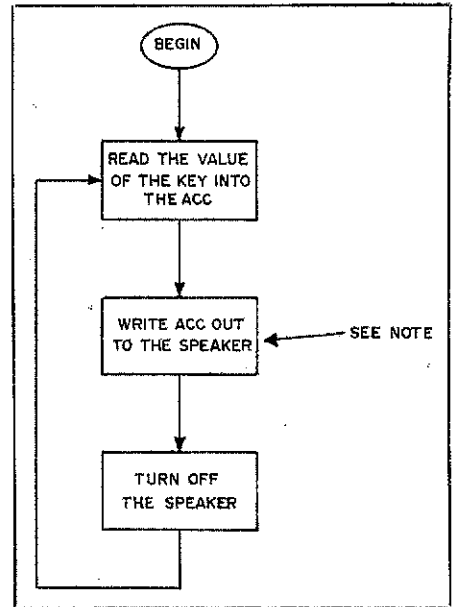 BEGIN
READ THE VALUE
OF THE KEY INTO
THE ACC
WRITE ACC OUT
TO THE SPEAKER
SEE NOTE
TURN OFF
THE SPEAKER